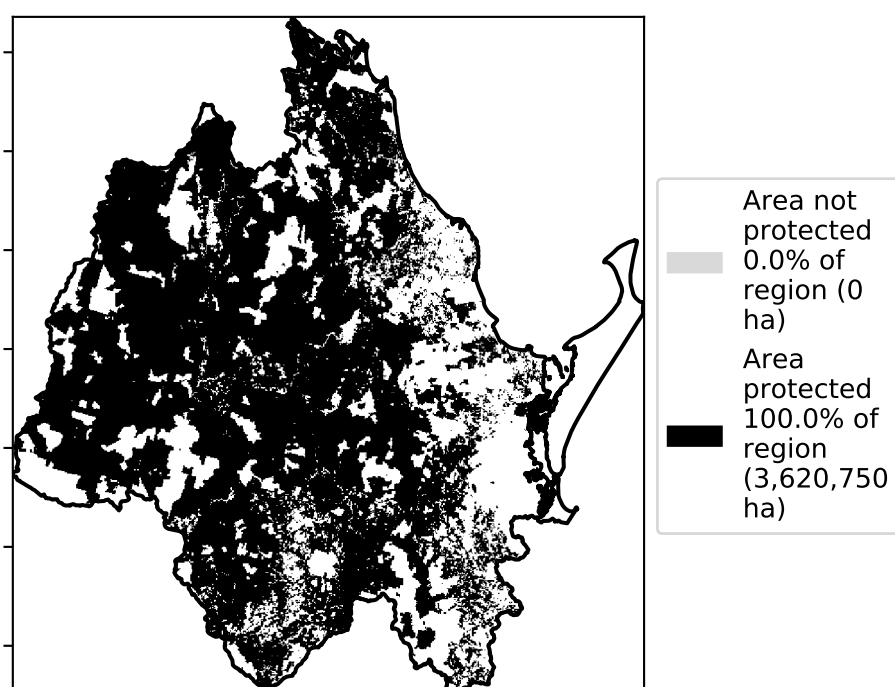 Area not
protected
0.0% of
region (0
ha)
Area
protected
100.0% of
region
(3,620,750
ha)